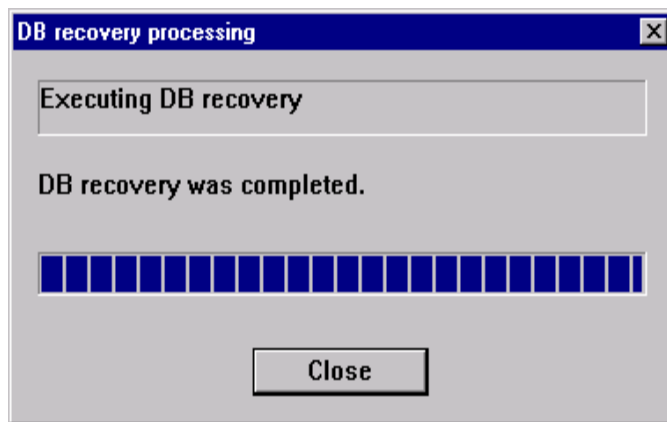 DB recovery processing
Executing DB recovery
DB recovery was completed.
Close